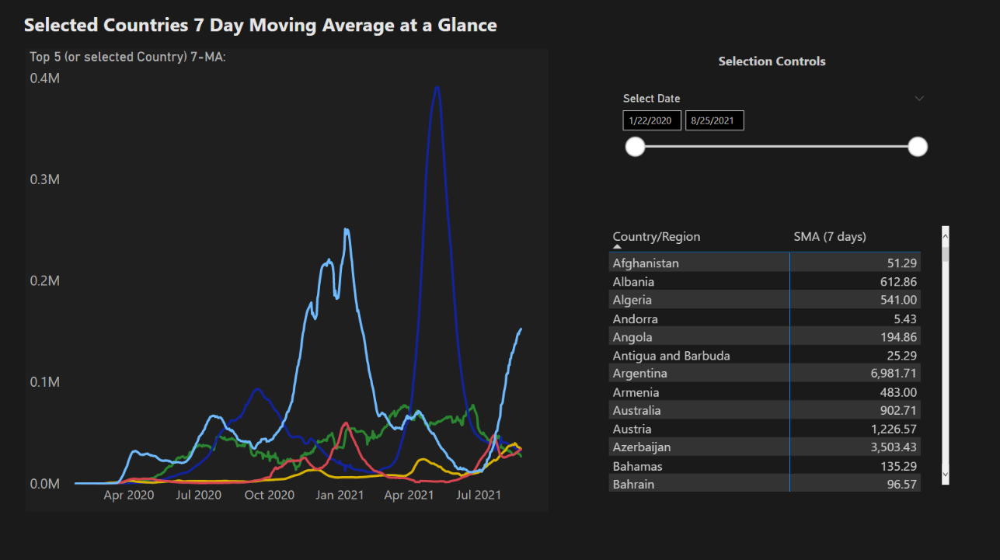 Selected Countries 7 Day Moving Average at a Glance
Top 5 (or selected Country) 7-MA:
0.4M
0.3M
0.2M
0.1M
0.0M
Apr 2020 Jul 2020 Oct 2020 Jan 2021 Apr 2021 Jul 2021
Selection Controls
Select Date
1/22/2020 8/25/2021
Country/Region SMA (7 days)
Afghanistan 51.29
Albania 612.86
Algeria 541.00
Andorra 5.43
Angola 194.86
Antigua and Barbuda 25.29
Argentina 6,981.71
Armenia 483.00
Australia 902.71
Austria 1,226.57
Azerbaijan 3,503.43
Bahamas 135.29
Bahrain 96.57